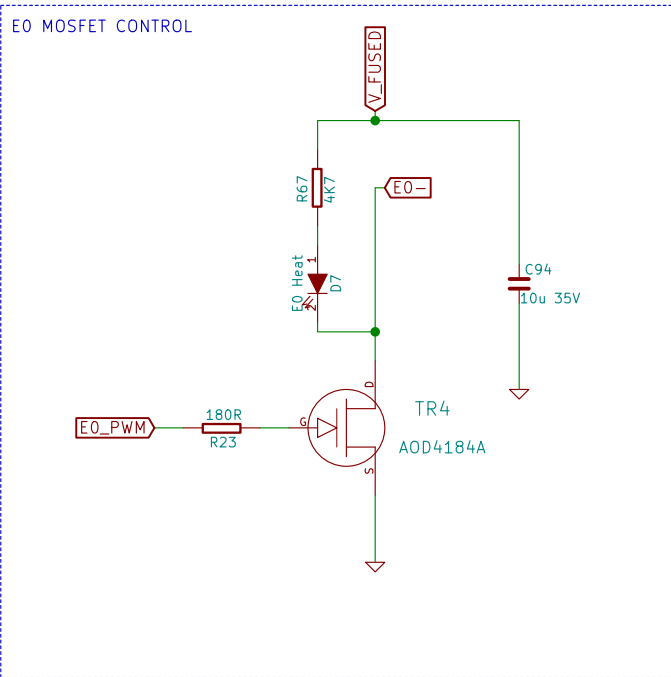 E0 MOSFET CONTROL
V_FUSED
R67
4K7
E0-
1
E0 Heat
D7
2
C94
10u 35V
D
TR4
180R
G
E0_PWM
R23
AOD4184A
S